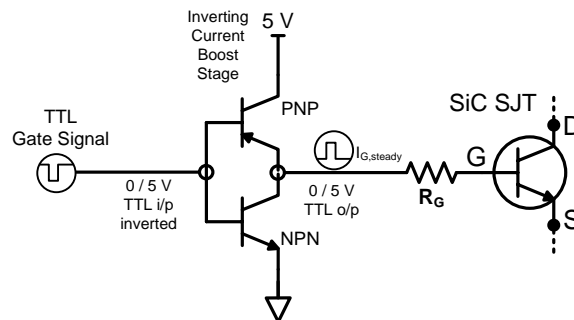 Inverting
Current
Boost
Stage
5 V
PNP
SiC SJT
TTL
Gate Signal
D
I_G,steady
G
0 / 5 V
TTL i/p
inverted
0 / 5 V
TTL o/p
R_G
S
NPN